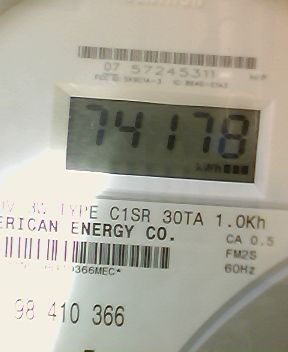 07 57245311
74178
kWh
3W TYPE C1SR 30TA 1.0Kh
ERICAN ENERGY CO.
CA 0.5
FM2S
60Hz
98 410 366